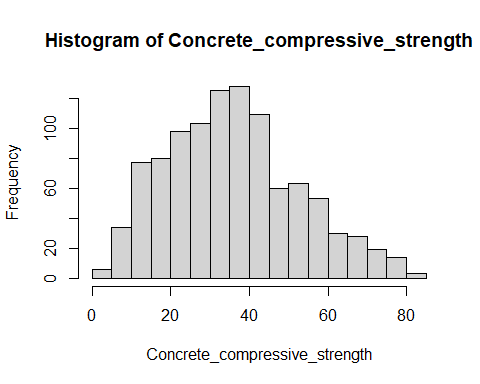 Histogram of Concrete_compressive_strength
Frequency
100
60
20
0
0 20 40 60 80
Concrete_compressive_strength